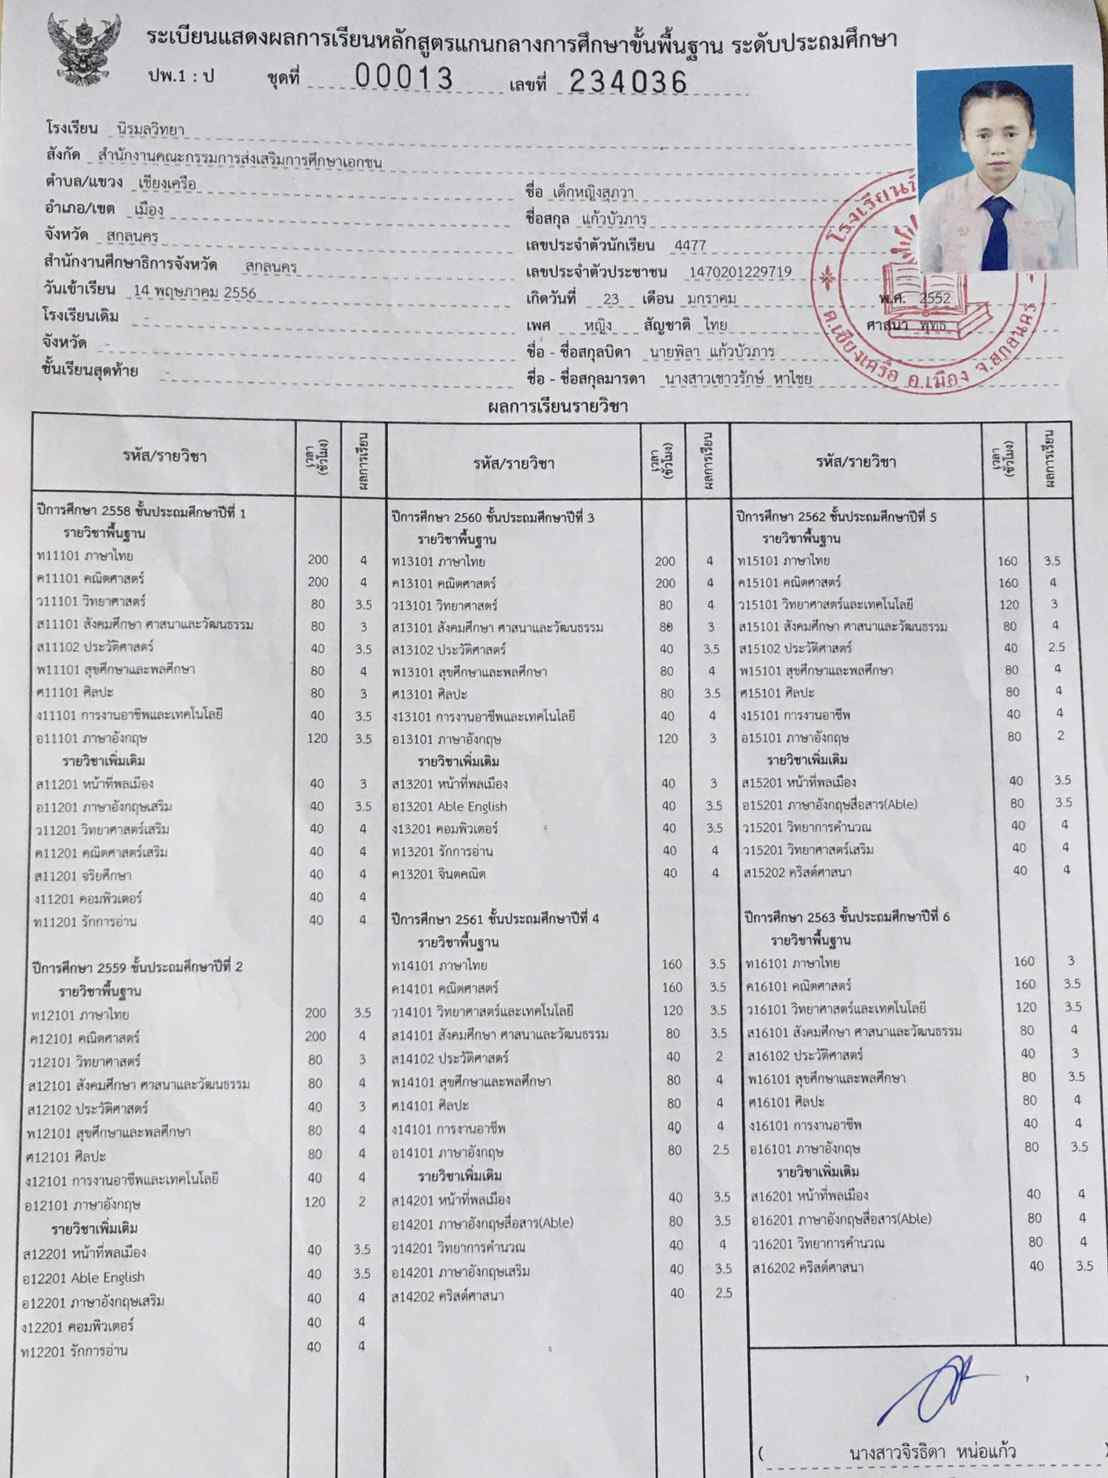 ระเบียนแสดงผลการเรียนหลักสูตรแกนกลางการศึกษาขั้นพื้นฐาน ระดับประถมศึกษา
ปพ.1 : ป ชุดที่ 00013 เลขที่ 234036
โรงเรียน นิรมลวิทยา
สังกัด สำนักงานคณะกรรมการส่งเสริมการศึกษาเอกชน
ตำบล/แขวง เชียงเครือ
อำเภอ/เขต เมือง
จังหวัด สกลนคร
สำนักงานศึกษาธิการจังหวัด สกลนคร
วันเข้าเรียน 14 พฤษภาคม 2556
โรงเรียนเดิม -
จังหวัด -
ชั้นเรียนสุดท้าย -
ชื่อ เด็กหญิงสุภวา
ชื่อสกุล แก้วบัวภาร
เลขประจำตัวนักเรียน 4477
เลขประจำตัวประชาชน 1470201229719
เกิดวันที่ 23 เดือน มกราคม พ.ศ. 2552
เพศ หญิง สัญชาติ ไทย ศาสนา พุทธ
ชื่อ - ชื่อสกุลบิดา นายพิลา แก้วบัวภาร
ชื่อ - ชื่อสกุลมารดา นางสาวเชาวรักษ์ หาไชย
ต.เชียงเครือ อ.เมือง จ.สกลนคร
ผลการเรียนรายวิชา
รหัส/รายวิชา เวลา (ชั่วโมง) ผลการเรียน
ปีการศึกษา 2558 ชั้นประถมศึกษาปีที่ 1
รายวิชาพื้นฐาน
ท11101 ภาษาไทย 200 4
ค11101 คณิตศาสตร์ 200 4
ว11101 วิทยาศาสตร์ 80 3.5
ส11101 สังคมศึกษา ศาสนาและวัฒนธรรม 80 3
ส11102 ประวัติศาสตร์ 40 3.5
พ11101 สุขศึกษาและพลศึกษา 80 4
ศ11101 ศิลปะ 80 3
ง11101 การงานอาชีพและเทคโนโลยี 40 3.5
อ11101 ภาษาอังกฤษ 120 3.5
รายวิชาเพิ่มเติม
ส11201 หน้าที่พลเมือง 40 3
อ11201 ภาษาอังกฤษเสริม 40 3.5
ว11201 วิทยาศาสตร์เสริม 40 4
ค11201 คณิตศาสตร์เสริม 40 4
ส11201 จริยศึกษา 40 4
ง11201 คอมพิวเตอร์ 40 4
ท11201 รักการอ่าน 40 4
ปีการศึกษา 2559 ชั้นประถมศึกษาปีที่ 2
รายวิชาพื้นฐาน
ท12101 ภาษาไทย 200 3.5
ค12101 คณิตศาสตร์ 200 4
ว12101 วิทยาศาสตร์ 80 3
ส12101 สังคมศึกษา ศาสนาและวัฒนธรรม 80 4
ส12102 ประวัติศาสตร์ 40 3
พ12101 สุขศึกษาและพลศึกษา 80 4
ศ12101 ศิลปะ 80 4
ง12101 การงานอาชีพและเทคโนโลยี 40 4
อ12101 ภาษาอังกฤษ 120 2
รายวิชาเพิ่มเติม
ส12201 หน้าที่พลเมือง 40 3.5
อ12201 Able English 40 3.5
อ12201 ภาษาอังกฤษเสริม 40 4
ง12201 คอมพิวเตอร์ 40 4
ท12201 รักการอ่าน 40 4
รหัส/รายวิชา เวลา (ชั่วโมง) ผลการเรียน
ปีการศึกษา 2560 ชั้นประถมศึกษาปีที่ 3
รายวิชาพื้นฐาน
ท13101 ภาษาไทย 200 4
ค13101 คณิตศาสตร์ 200 4
ว13101 วิทยาศาสตร์ 80 4
ส13101 สังคมศึกษา ศาสนาและวัฒนธรรม 80 3
ส13102 ประวัติศาสตร์ 40 3.5
พ13101 สุขศึกษาและพลศึกษา 80 4
ศ13101 ศิลปะ 80 3.5
ง13101 การงานอาชีพและเทคโนโลยี 40 4
อ13101 ภาษาอังกฤษ 120 3
รายวิชาเพิ่มเติม
ส13201 หน้าที่พลเมือง 40 3
อ13201 Able English 40 3.5
ง13201 คอมพิวเตอร์ 40 3.5
ท13201 รักการอ่าน 40 4
ค13201 จินตคณิต 40 4
ปีการศึกษา 2561 ชั้นประถมศึกษาปีที่ 4
รายวิชาพื้นฐาน
ท14101 ภาษาไทย 160 3.5
ค14101 คณิตศาสตร์ 160 3.5
ว14101 วิทยาศาสตร์และเทคโนโลยี 120 3.5
ส14101 สังคมศึกษา ศาสนาและวัฒนธรรม 80 3.5
ส14102 ประวัติศาสตร์ 40 2
พ14101 สุขศึกษาและพลศึกษา 80 4
ศ14101 ศิลปะ 80 4
ง14101 การงานอาชีพ 40 4
อ14101 ภาษาอังกฤษ 80 2.5
รายวิชาเพิ่มเติม
ส14201 หน้าที่พลเมือง 40 3.5
อ14201 ภาษาอังกฤษสื่อสาร(Able) 80 3.5
ว14201 วิทยาการคำนวณ 40 4
อ14201 ภาษาอังกฤษเสริม 40 3.5
ส14202 คริสต์ศาสนา 40 2.5
รหัส/รายวิชา เวลา (ชั่วโมง) ผลการเรียน
ปีการศึกษา 2562 ชั้นประถมศึกษาปีที่ 5
รายวิชาพื้นฐาน
ท15101 ภาษาไทย 160 3.5
ค15101 คณิตศาสตร์ 160 4
ว15101 วิทยาศาสตร์และเทคโนโลยี 120 3
ส15101 สังคมศึกษา ศาสนาและวัฒนธรรม 80 4
ส15102 ประวัติศาสตร์ 40 2.5
พ15101 สุขศึกษาและพลศึกษา 80 4
ศ15101 ศิลปะ 80 4
ง15101 การงานอาชีพ 40 4
อ15101 ภาษาอังกฤษ 80 2
รายวิชาเพิ่มเติม
ส15201 หน้าที่พลเมือง 40 3.5
อ15201 ภาษาอังกฤษสื่อสาร(Able) 80 3.5
ว15201 วิทยาการคำนวณ 40 4
ว15201 วิทยาศาสตร์เสริม 40 4
ส15202 คริสต์ศาสนา 40 4
ปีการศึกษา 2563 ชั้นประถมศึกษาปีที่ 6
รายวิชาพื้นฐาน
ท16101 ภาษาไทย 160 3
ค16101 คณิตศาสตร์ 160 3.5
ว16101 วิทยาศาสตร์และเทคโนโลยี 120 3.5
ส16101 สังคมศึกษา ศาสนาและวัฒนธรรม 80 4
ส16102 ประวัติศาสตร์ 40 3
พ16101 สุขศึกษาและพลศึกษา 80 3.5
ศ16101 ศิลปะ 80 4
ง16101 การงานอาชีพ 40 4
อ16101 ภาษาอังกฤษ 80 3.5
รายวิชาเพิ่มเติม
ส16201 หน้าที่พลเมือง 40 4
อ16201 ภาษาอังกฤษสื่อสาร(Able) 80 4
ว16201 วิทยาการคำนวณ 80 4
ส16202 คริสต์ศาสนา 40 3.5
( นางสาวจิรธิดา หน่อแก้ว )